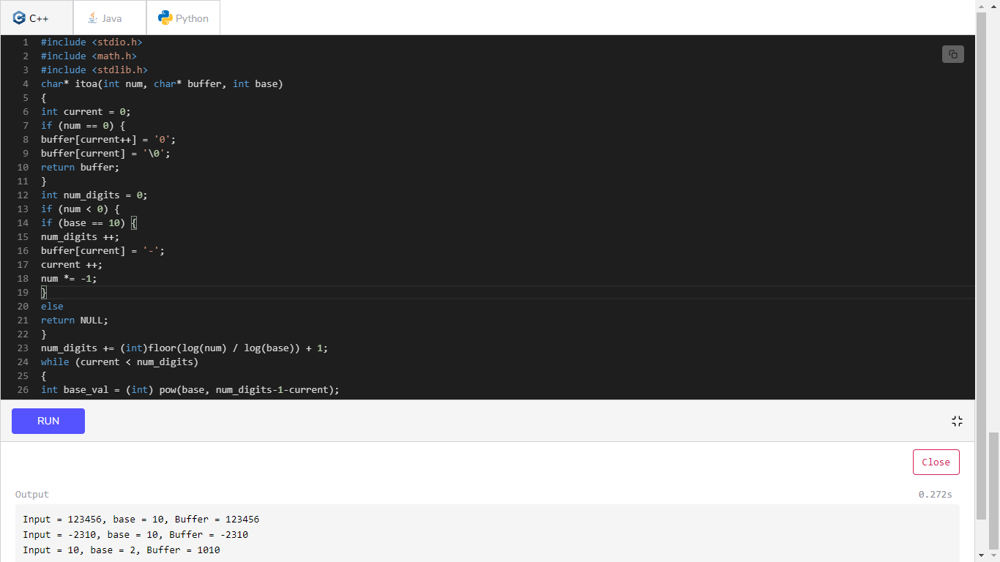 C++ Java Python
1 #include <stdio.h>
2 #include <math.h>
3 #include <stdlib.h>
4 char* itoa(int num, char* buffer, int base)
5 {
6 int current = 0;
7 if (num == 0) {
8 buffer[current++] = '0';
9 buffer[current] = '\0';
10 return buffer;
11 }
12 int num_digits = 0;
13 if (num < 0) {
14 if (base == 10) {
15 num_digits ++;
16 buffer[current] = '-';
17 current ++;
18 num *= -1;
19 }
20 else
21 return NULL;
22 }
23 num_digits += (int)floor(log(num) / log(base)) + 1;
24 while (current < num_digits)
25 {
26 int base_val = (int) pow(base, num_digits-1-current);
RUN
Close
Output 0.272s
Input = 123456, base = 10, Buffer = 123456
Input = -2310, base = 10, Buffer = -2310
Input = 10, base = 2, Buffer = 1010